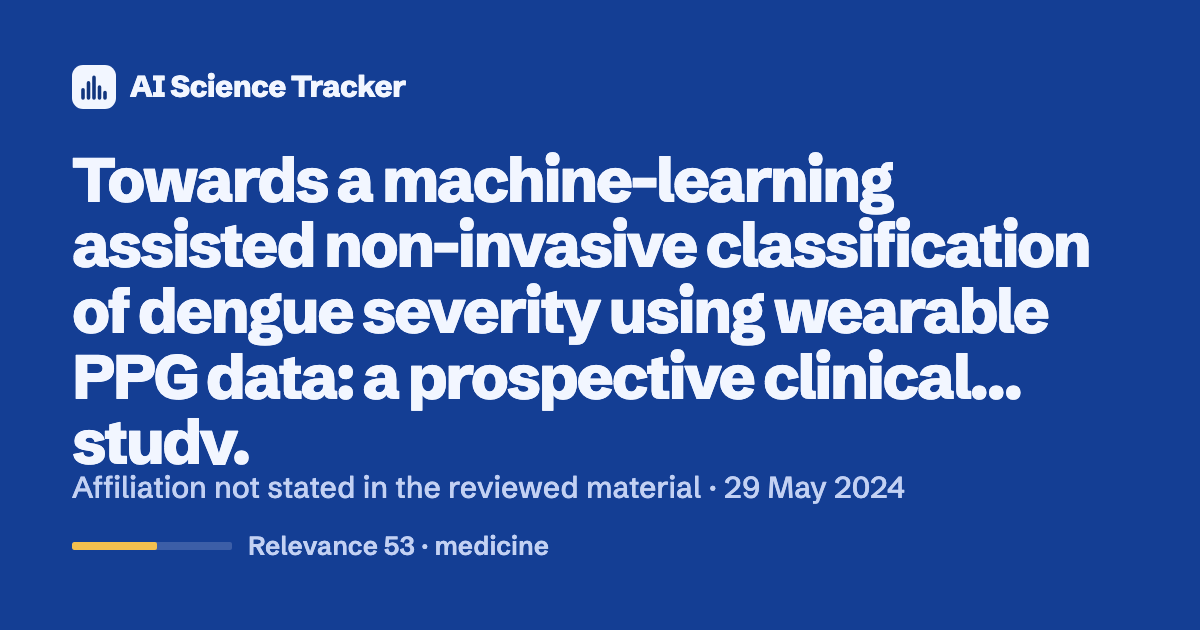 AI Science Tracker
Towards a machine-learning
assisted non-invasive classification
of dengue severity using wearable
PPG data: a prospective clinical...
study.
Affiliation not stated in the reviewed material · 29 May 2024
Relevance 53 · medicine